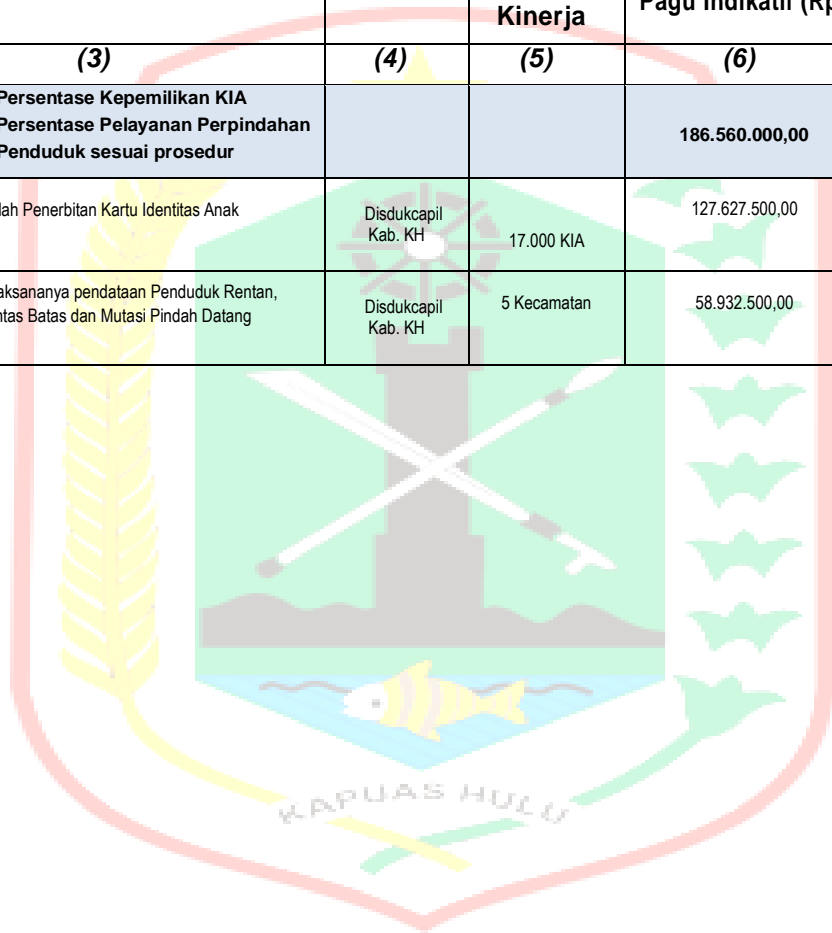 Kinerja
Pagu Indikatif (Rp
(3) (4) (5) (6)
Persentase Kepemilikan KIA
Persentase Pelayanan Perpindahan
Penduduk sesuai prosedur
186.560.000,00
lah Penerbitan Kartu Identitas Anak
Disdukcapil
Kab. KH
17.000 KIA
127.627.500,00
aksananya pendataan Penduduk Rentan,
ntas Batas dan Mutasi Pindah Datang
Disdukcapil
Kab. KH
5 Kecamatan
58.932.500,00
KAPUAS HULU